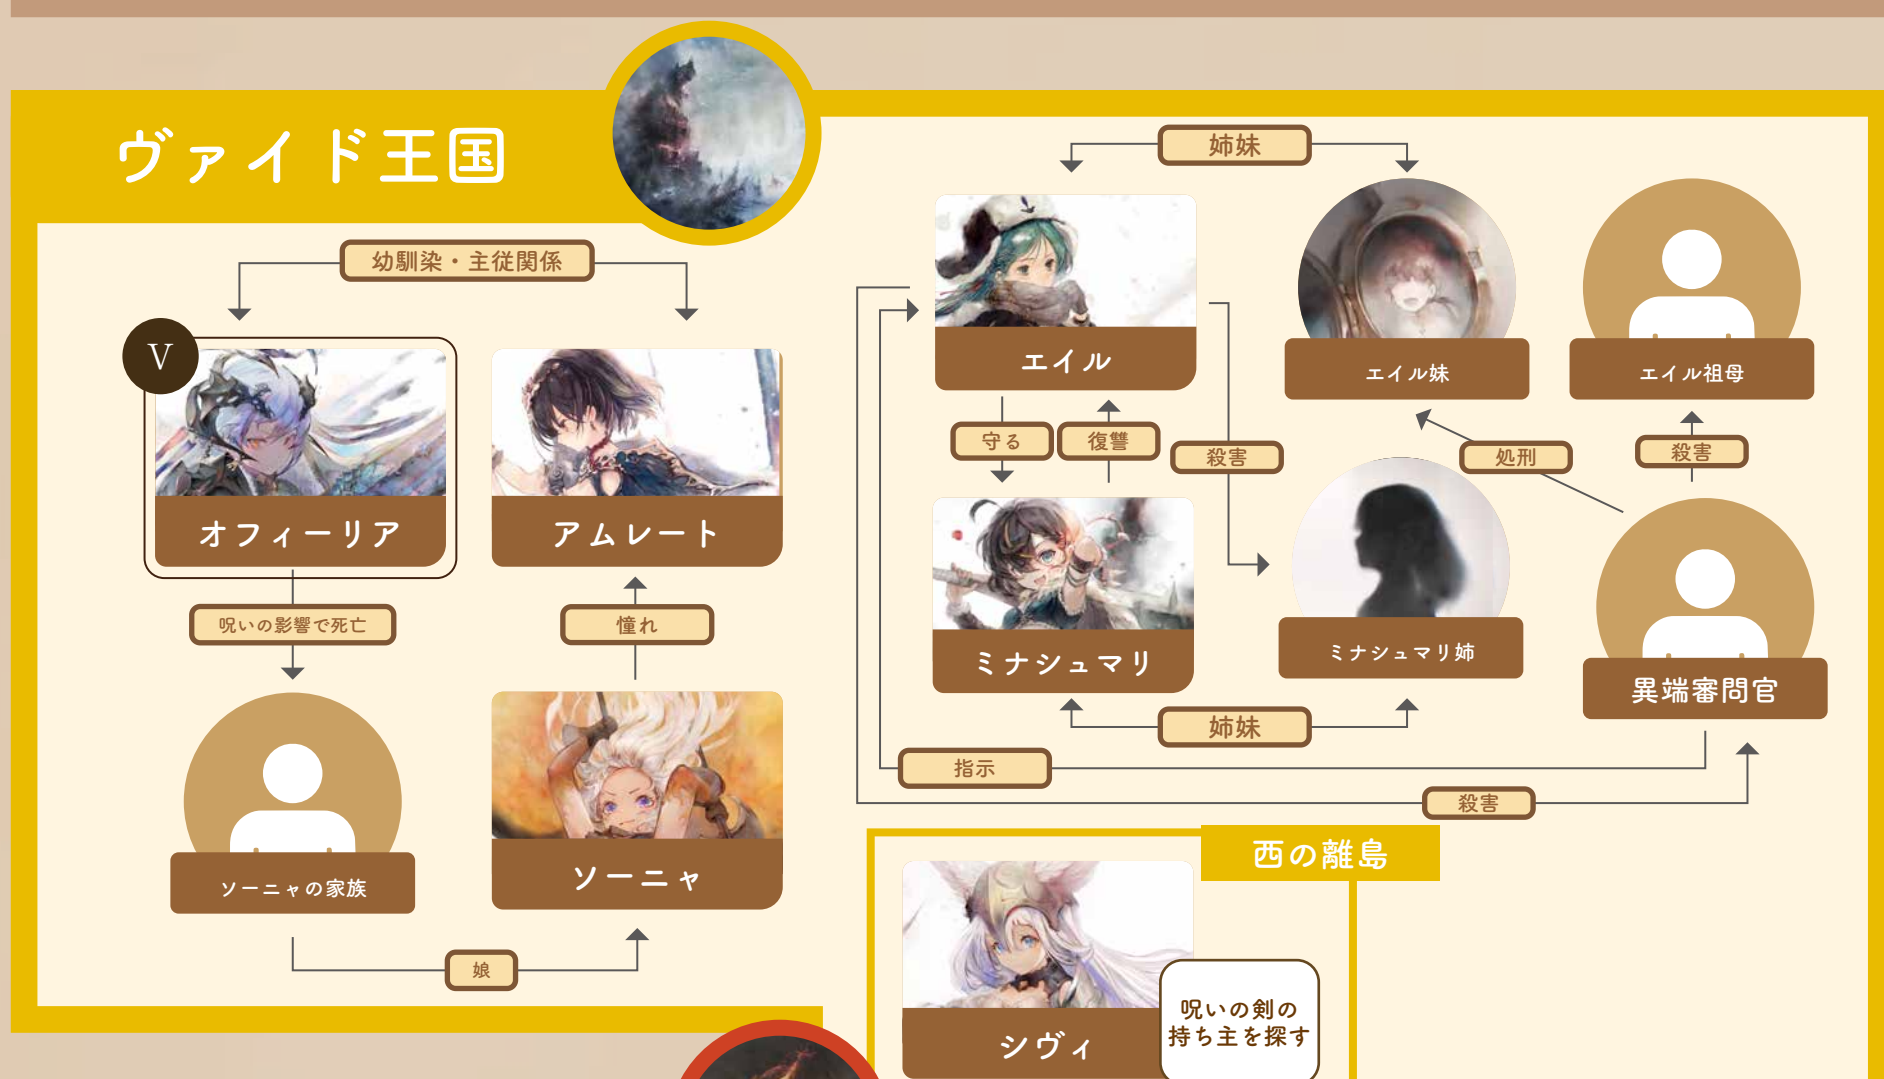 ヴァイド王国
幼馴染・主従関係
V
オフィーリア
アムレート
呪いの影響で死亡
憧れ
ソーニャの家族
ソーニャ
娘
姉妹
エイル
エイル妹
エイル祖母
守る
復讐
殺害
処刑
殺害
ミナシュマリ
ミナシュマリ姉
異端審問官
姉妹
指示
殺害
西の離島
シヴィ
呪いの剣の
持ち主を探す